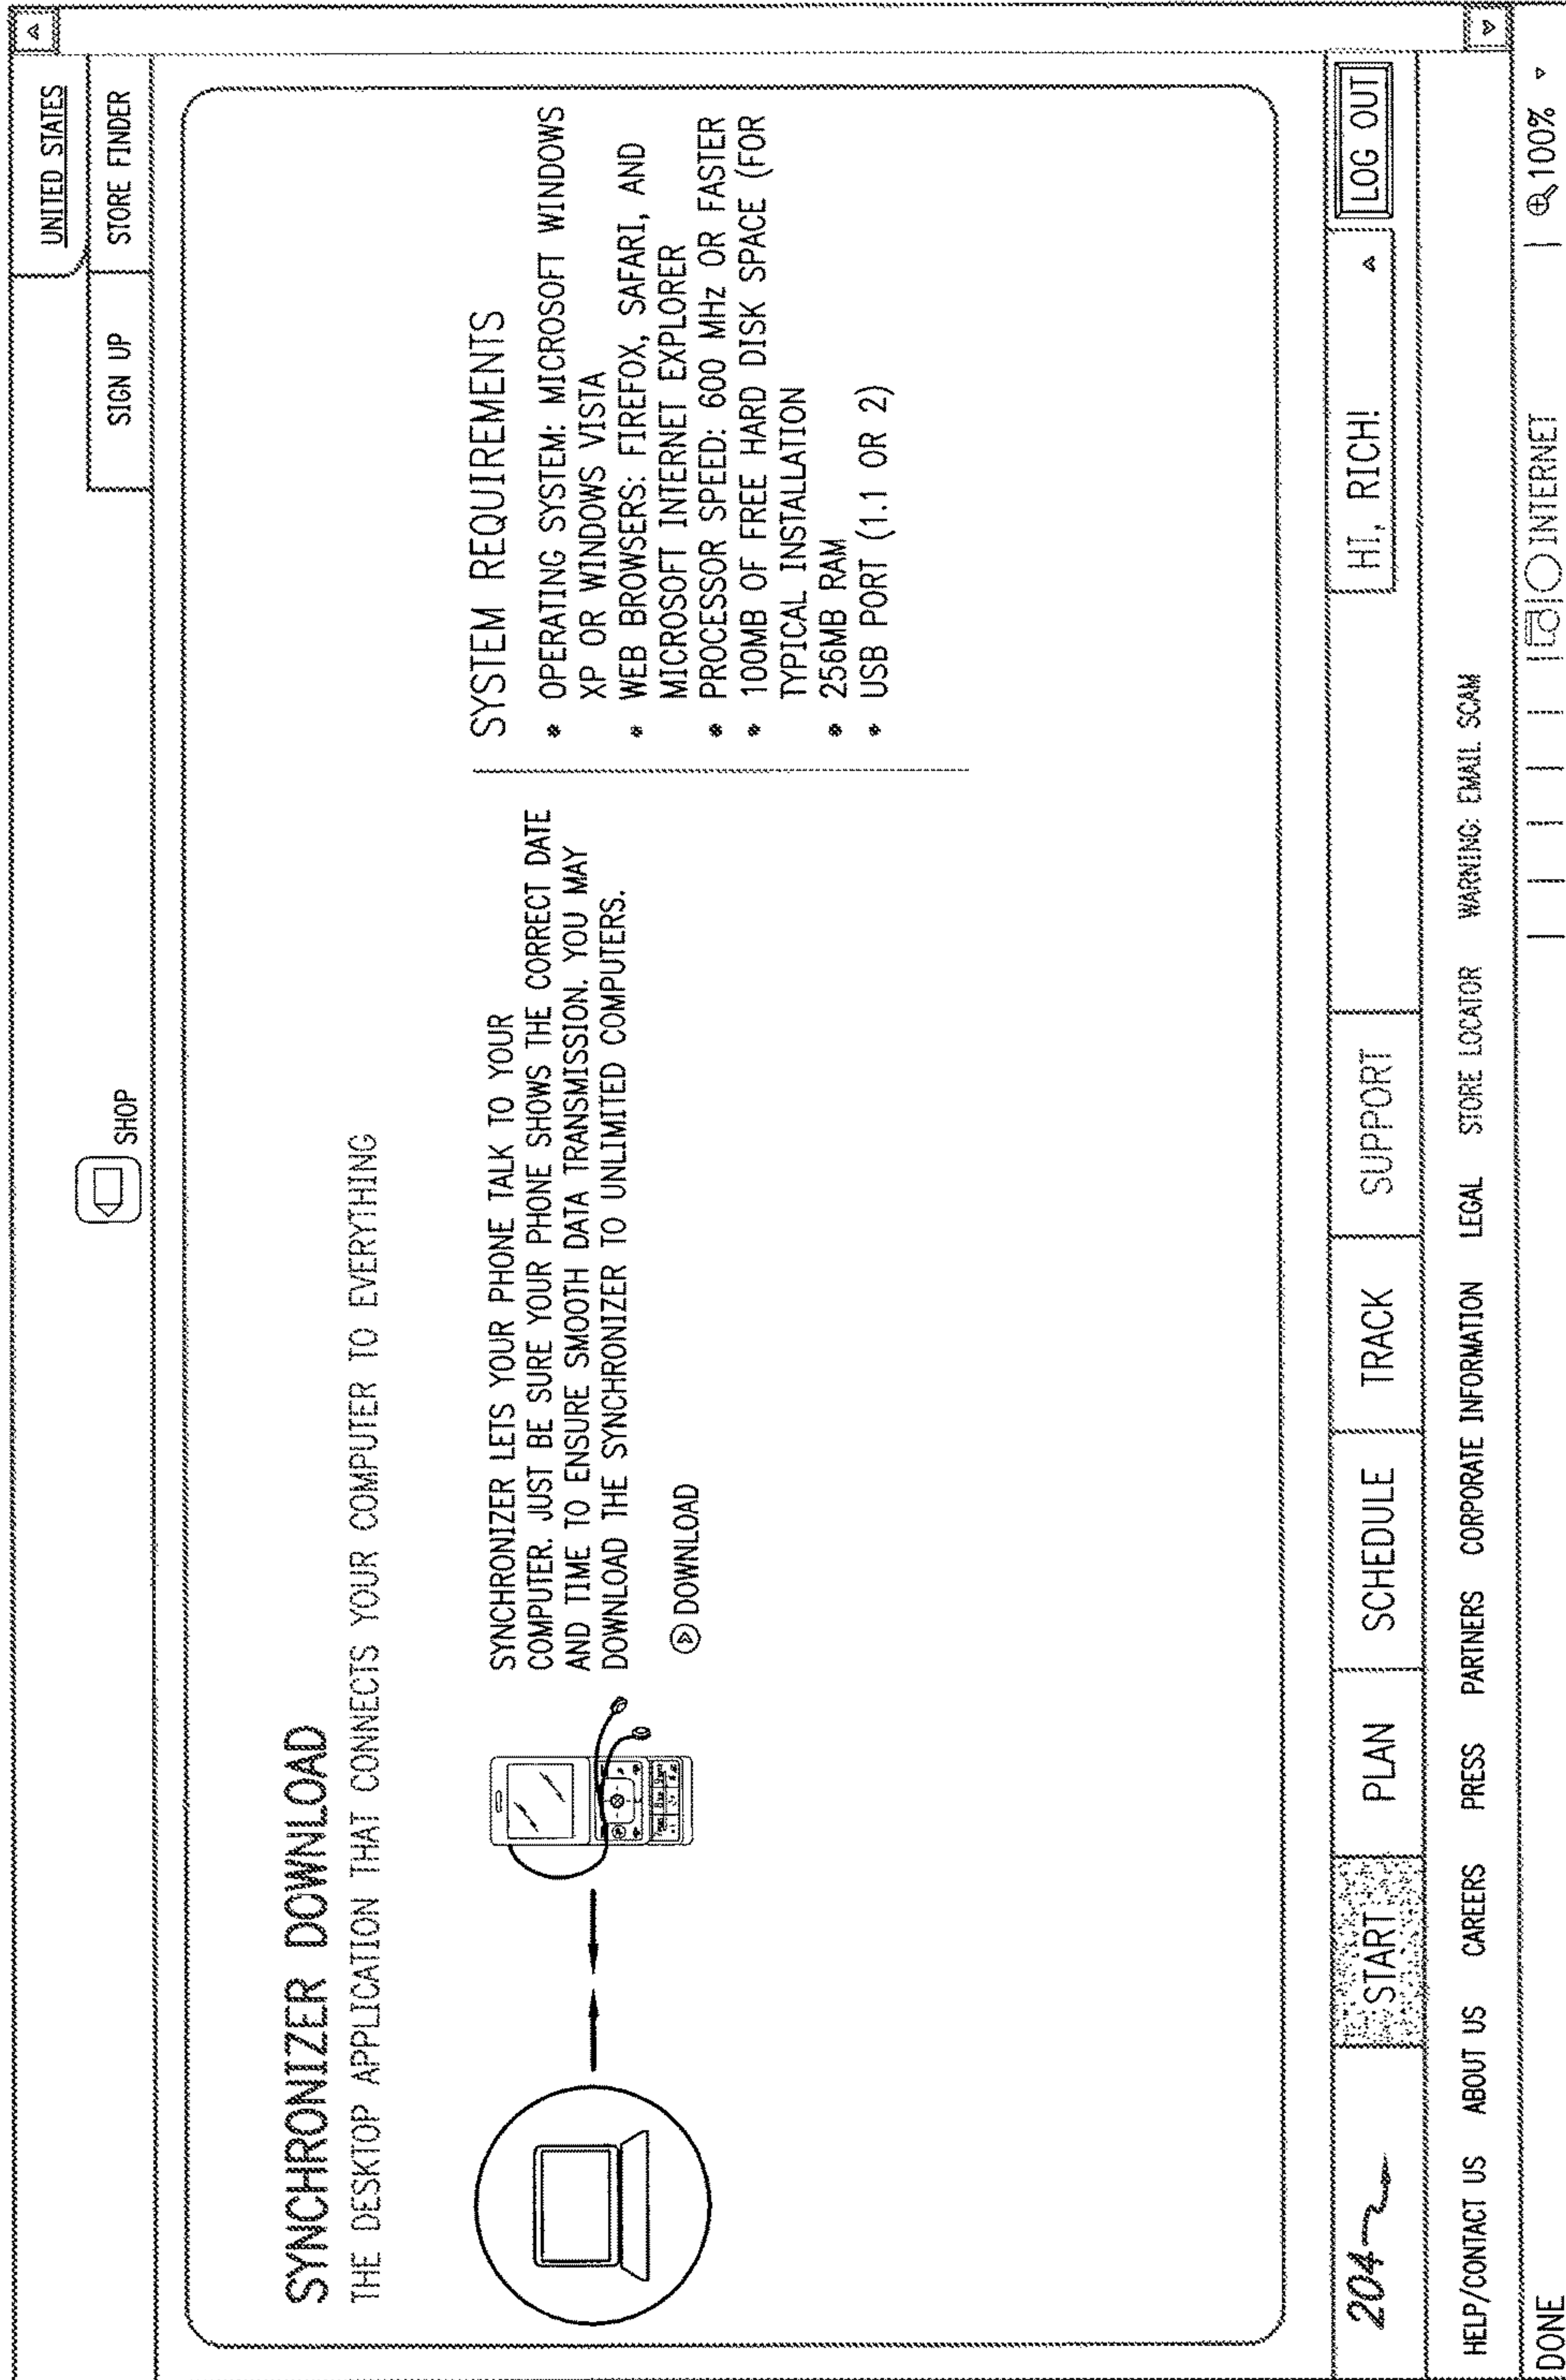 UNITED STATES
SHOP
SIGN UP
STORE FINDER
SYNCHRONIZER DOWNLOAD
THE DESKTOP APPLICATION THAT CONNECTS YOUR COMPUTER TO EVERYTHING
SYNCHRONIZER LETS YOUR PHONE TALK TO YOUR
COMPUTER. JUST BE SURE YOUR PHONE SHOWS THE CORRECT DATE
AND TIME TO ENSURE SMOOTH DATA TRANSMISSION. YOU MAY
DOWNLOAD THE SYNCHRONIZER TO UNLIMITED COMPUTERS.
DOWNLOAD
SYSTEM REQUIREMENTS
• OPERATING SYSTEM: MICROSOFT WINDOWS
XP OR WINDOWS VISTA
• WEB BROWSERS: FIREFOX, SAFARI, AND
MICROSOFT INTERNET EXPLORER
• PROCESSOR SPEED: 600 MHz OR FASTER
• 100MB OF FREE HARD DISK SPACE (FOR
TYPICAL INSTALLATION
• 256MB RAM
• USB PORT (1.1 OR 2)
204 START PLAN SCHEDULE TRACK SUPPORT HI, RICH! LOG OUT
HELP/CONTACT US ABOUT US CAREERS PRESS PARTNERS CORPORATE INFORMATION LEGAL STORE LOCATOR WARNING: EMAIL SCAM
DONE INTERNET 100%